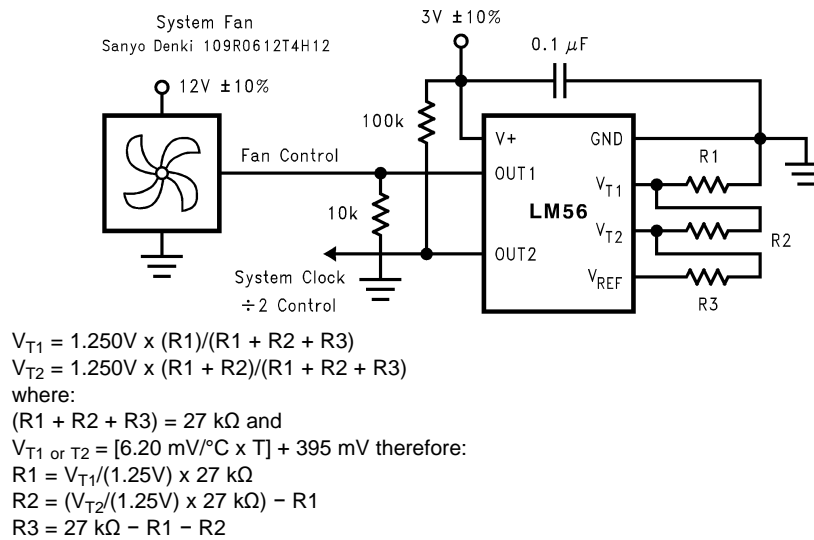 System Fan
Sanyo Denki 109R0612T4H12
12V ±10%
3V ±10%
0.1 μF
100k
V+
GND
R1
Fan Control
OUT1
V_T1
LM56
10k
V_T2
R2
OUT2
System Clock
÷2 Control
V_REF
R3
V_T1 = 1.250V x (R1)/(R1 + R2 + R3)
V_T2 = 1.250V x (R1 + R2)/(R1 + R2 + R3)
where:
(R1 + R2 + R3) = 27 kΩ and
V_T1 or T2 = [6.20 mV/°C x T] + 395 mV therefore:
R1 = V_T1/(1.25V) x 27 kΩ
R2 = (V_T2/(1.25V) x 27 kΩ) − R1
R3 = 27 kΩ − R1 − R2